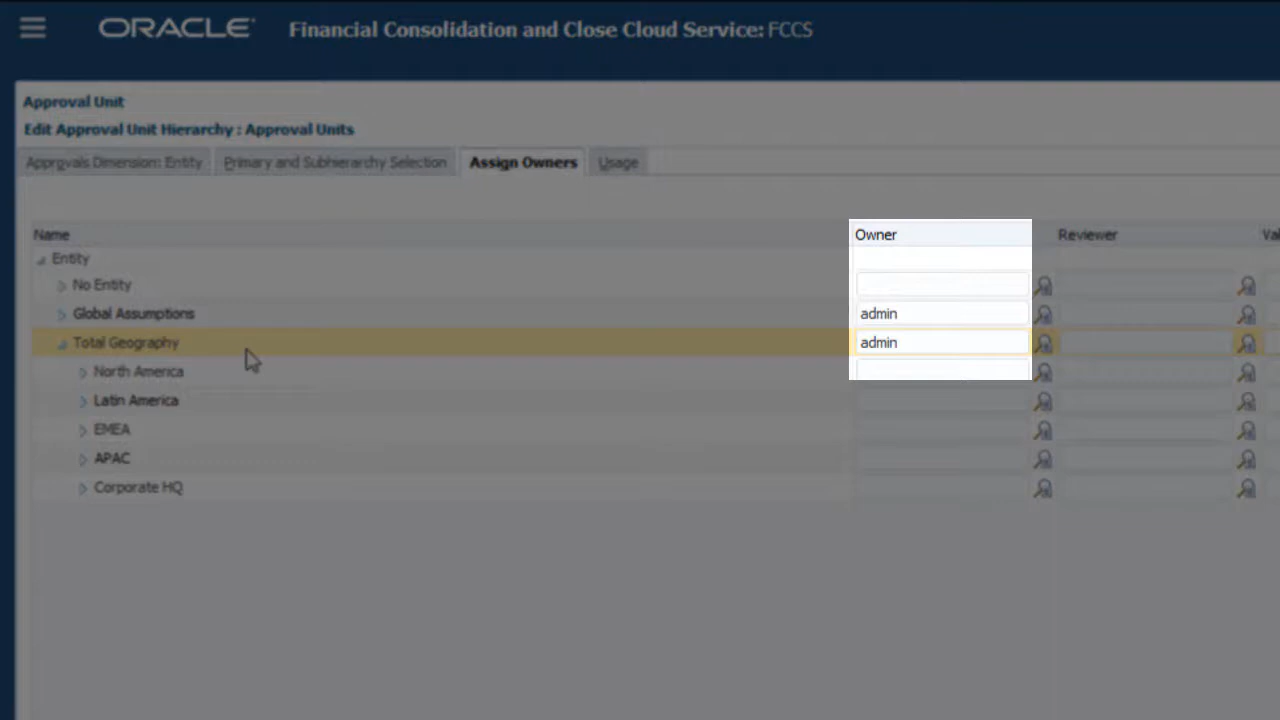 ORACLE Financial Consolidation and Close Cloud Service: FCCS
Approval Unit
Edit Approval Unit Hierarchy : Approval Units
Approvals Dimension: Entity Primary and Subhierarchy Selection Assign Owners Usage
Name Owner Reviewer
Entity
No Entity
Global Assumptions admin
Total Geography admin
North America
Latin America
EMEA
APAC
Corporate HQ